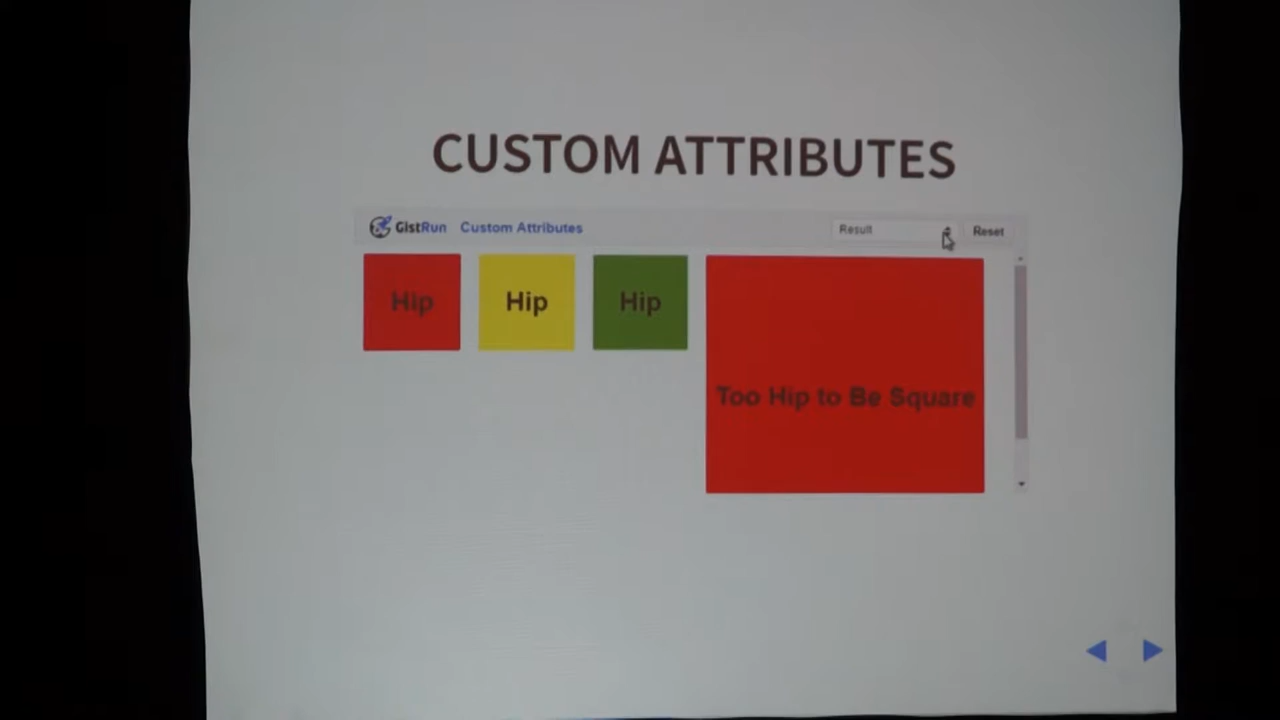 CUSTOM ATTRIBUTES
GistRun Custom Attributes Result Reset
Hip Hip Hip
Too Hip to Be Square